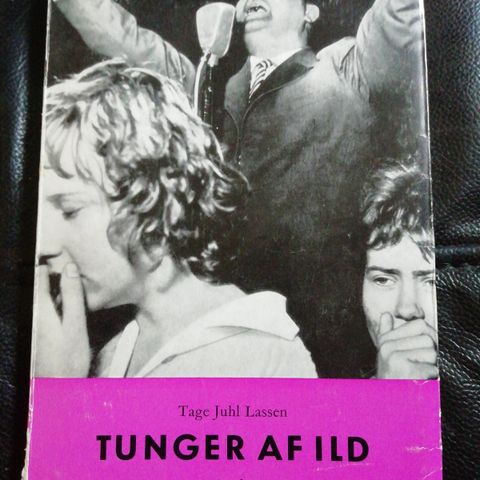 Tage Juhl Lassen
TUNGER AF ILD